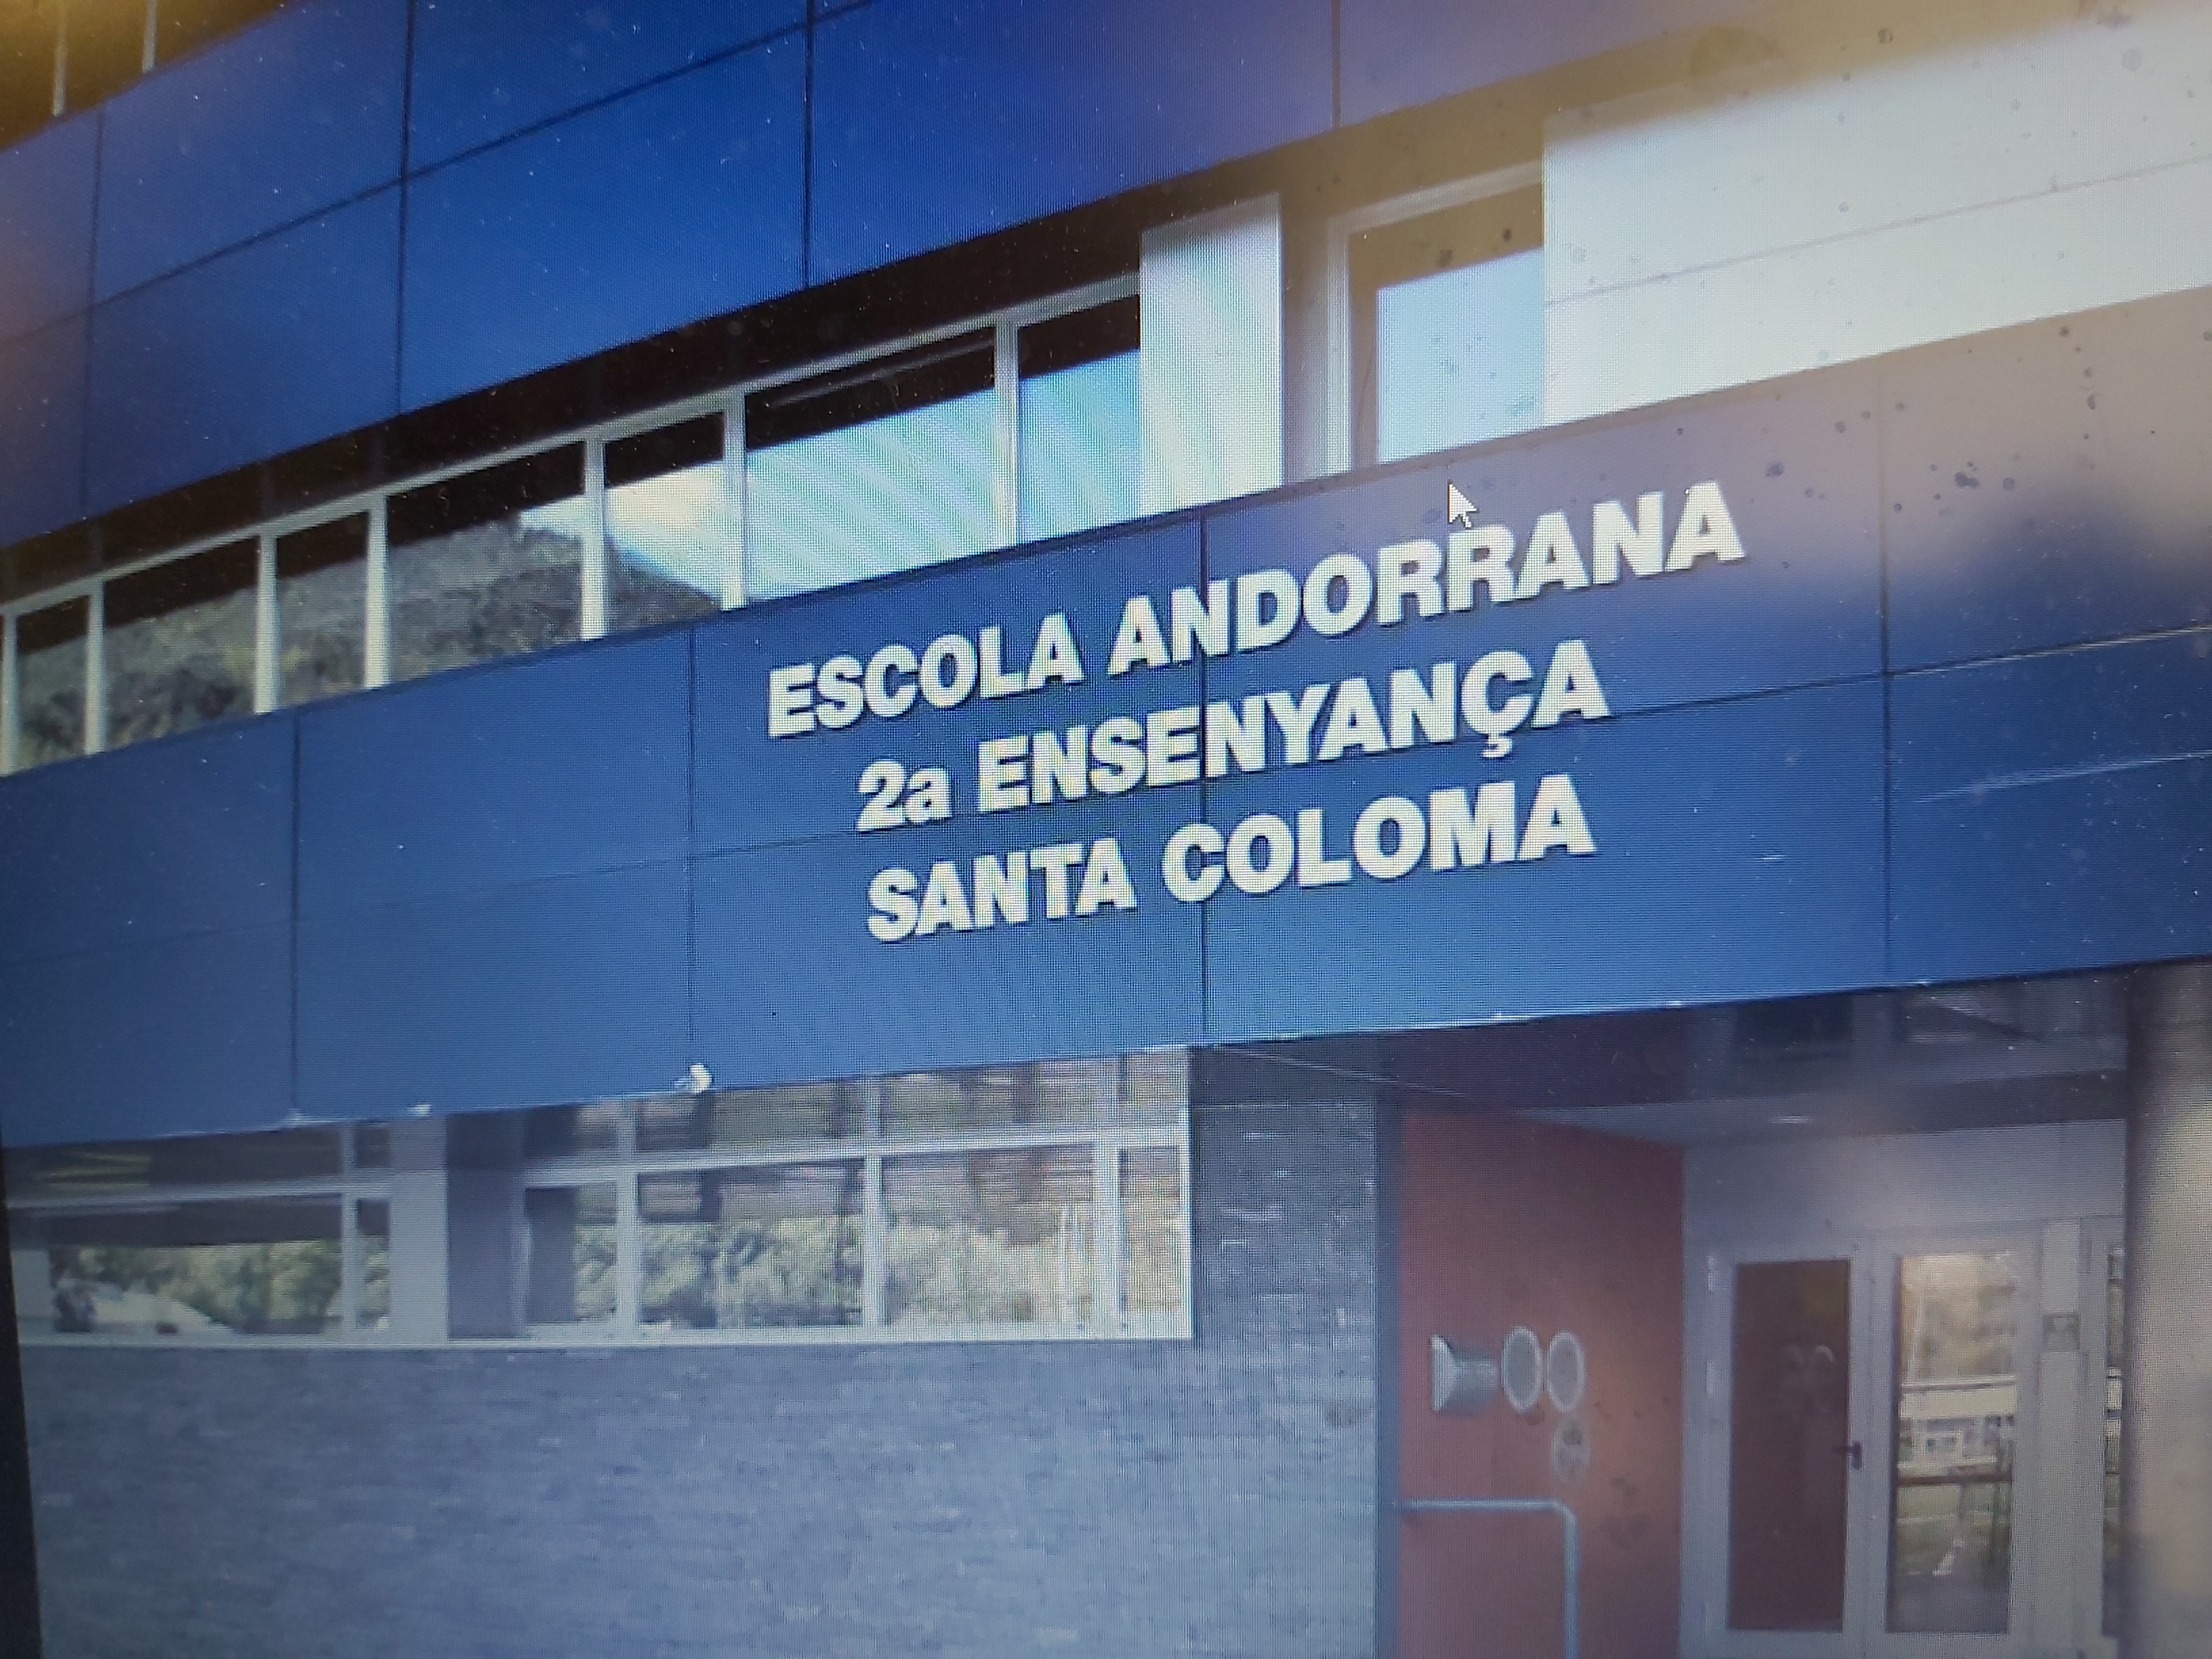 ESCOLA ANDORRANA
2a ENSENYANÇA
SANTA COLOMA